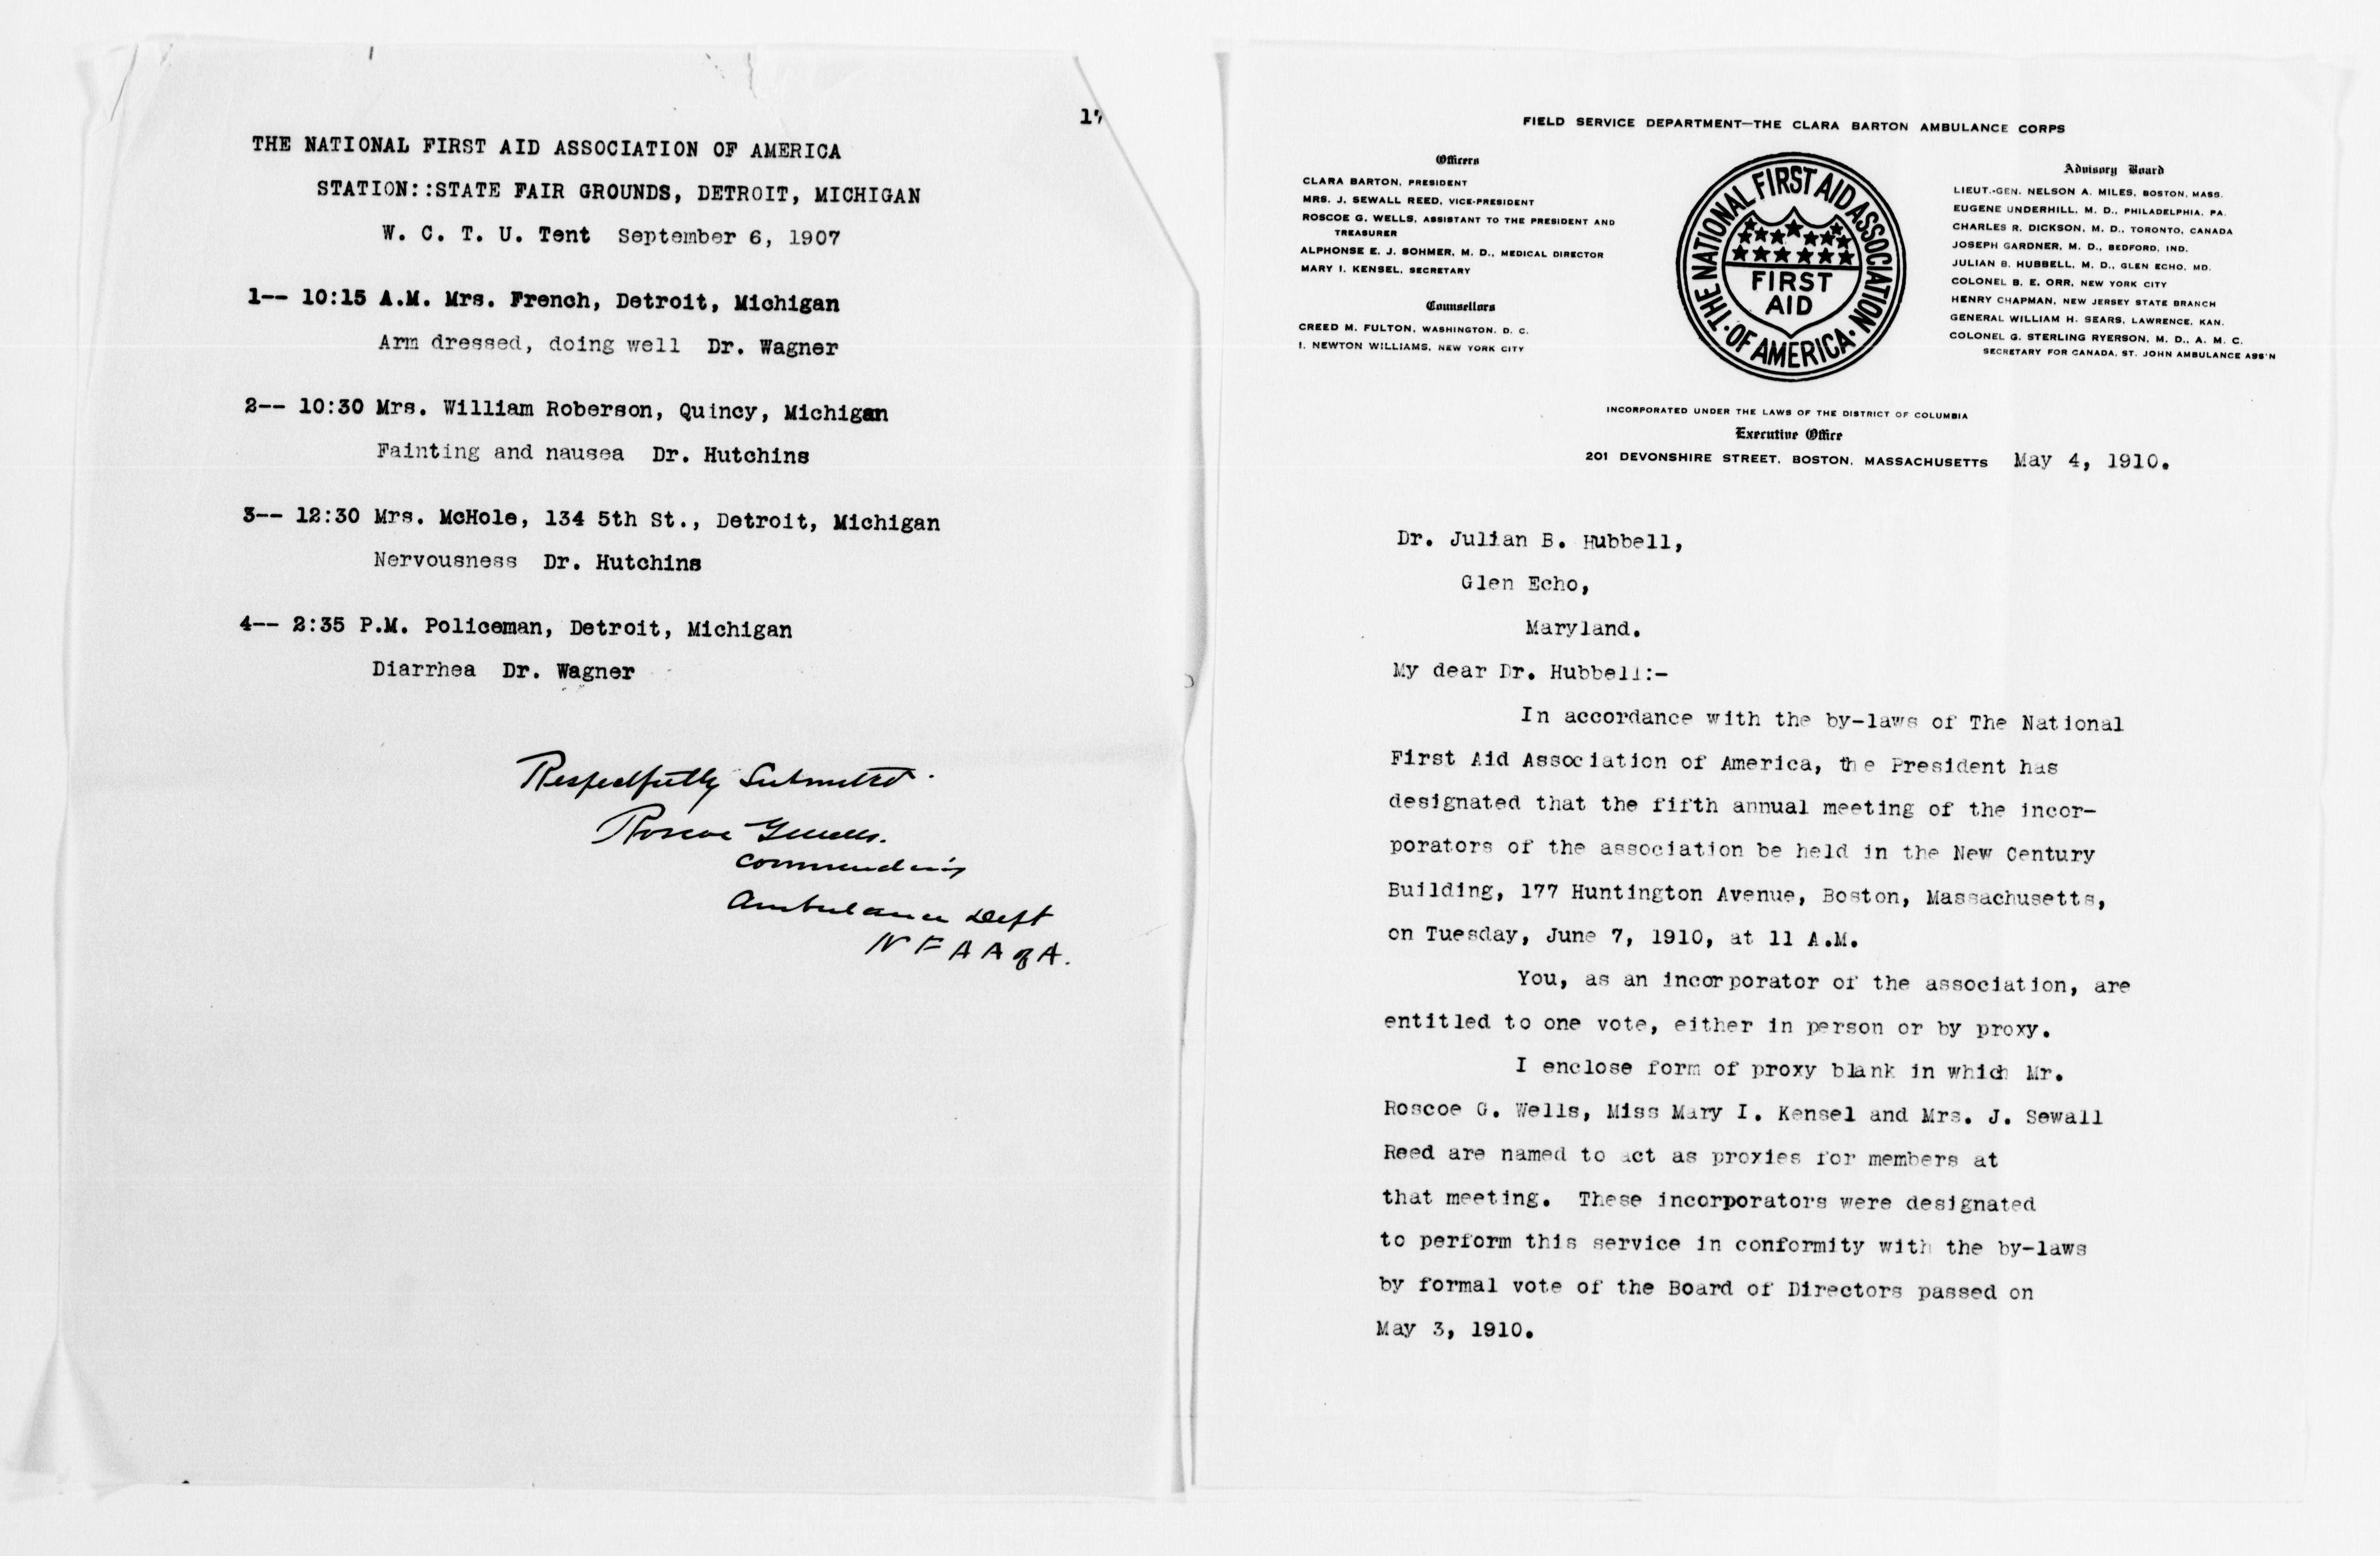 17
THE NATIONAL FIRST AID ASSOCIATION OF AMERICA
STATION::STATE FAIR GROUNDS, DETROIT, MICHIGAN
W. C. T. U. Tent September 6, 1907
1-- 10:15 A.M. Mrs. French, Detroit, Michigan
Arm dressed, doing well Dr. Wagner
2-- 10:30 Mrs. William Roberson, Quincy, Michigan
Fainting and nausea Dr. Hutchins
3-- 12:30 Mrs. McHole, 134 5th St., Detroit, Michigan
Nervousness Dr. Hutchins
4-- 2:35 P.M. Policeman, Detroit, Michigan
Diarrhea Dr. Wagner
Respectfully Submitted.
Roscoe G Wells.
Commanding
Ambulance Dept
N F A A of A.
FIELD SERVICE DEPARTMENT—THE CLARA BARTON AMBULANCE CORPS
Officers
CLARA BARTON, PRESIDENT
MRS. J. SEWALL REED, VICE-PRESIDENT
ROSCOE G. WELLS, ASSISTANT TO THE PRESIDENT AND
TREASURER
ALPHONSE E. J. SOHMER, M. D., MEDICAL DIRECTOR
MARY I. KENSEL, SECRETARY
Counsellors
CREED M. FULTON, WASHINGTON, D. C.
I. NEWTON WILLIAMS, NEW YORK CITY
THE NATIONAL FIRST AID ASSOCIATION
· OF AMERICA ·
FIRST
AID
Advisory Board
LIEUT.-GEN. NELSON A. MILES, BOSTON, MASS.
EUGENE UNDERHILL, M. D., PHILADELPHIA, PA.
CHARLES R. DICKSON, M. D., TORONTO, CANADA
JOSEPH GARDNER, M. D., BEDFORD, IND.
JULIAN B. HUBBELL, M. D., GLEN ECHO, MD.
COLONEL B. E. ORR, NEW YORK CITY
HENRY CHAPMAN, NEW JERSEY STATE BRANCH
GENERAL WILLIAM H. SEARS, LAWRENCE, KAN.
COLONEL G. STERLING RYERSON, M. D., A. M. C.
SECRETARY FOR CANADA, ST. JOHN AMBULANCE ASS'N
INCORPORATED UNDER THE LAWS OF THE DISTRICT OF COLUMBIA
Executive Office
201 DEVONSHIRE STREET, BOSTON, MASSACHUSETTS May 4, 1910.
Dr. Julian B. Hubbell,
Glen Echo,
Maryland.
My dear Dr. Hubbell:-
In accordance with the by-laws of The National
First Aid Association of America, the President has
designated that the fifth annual meeting of the incor-
porators of the association be held in the New Century
Building, 177 Huntington Avenue, Boston, Massachusetts,
on Tuesday, June 7, 1910, at 11 A.M.
You, as an incorporator of the association, are
entitled to one vote, either in person or by proxy.
I enclose form of proxy blank in which Mr.
Roscoe G. Wells, Miss Mary I. Kensel and Mrs. J. Sewall
Reed are named to act as proxies for members at
that meeting. These incorporators were designated
to perform this service in conformity with the by-laws
by formal vote of the Board of Directors passed on
May 3, 1910.